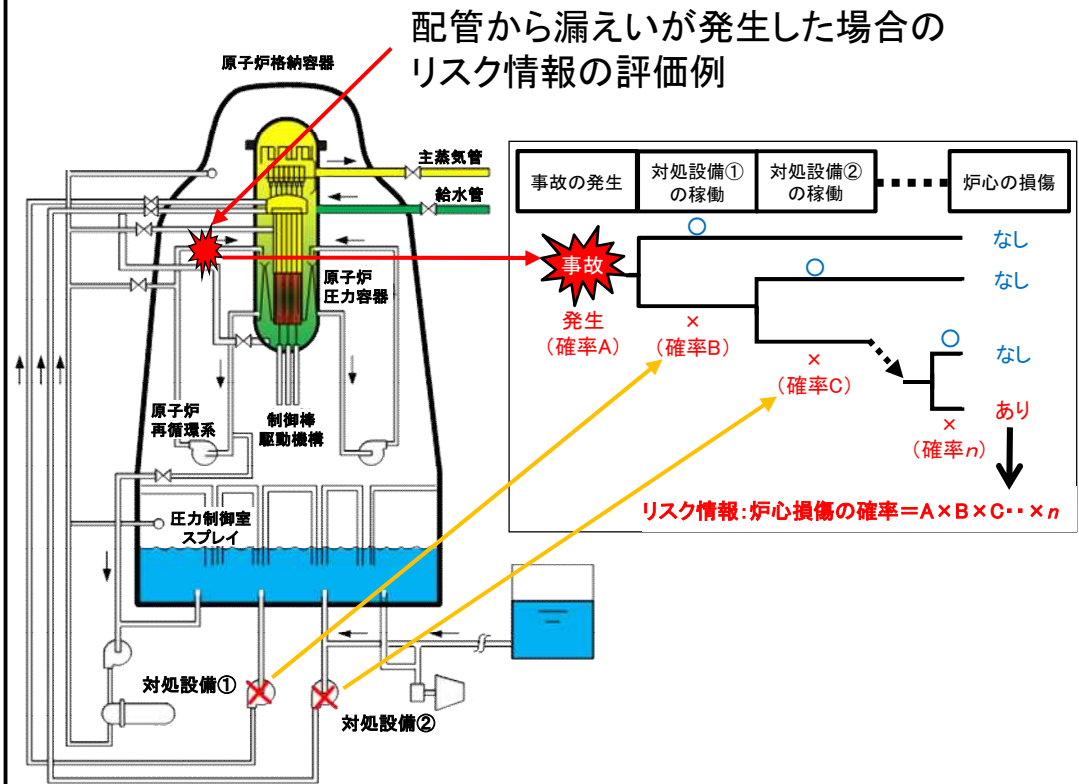 配管から漏えいが発生した場合の
リスク情報の評価例
原子炉格納容器
主蒸気管
給水管
原子炉
圧力容器
原子炉
再循環系
制御棒
駆動機構
圧力制御室
スプレイ
対処設備①
対処設備②
事故の発生
対処設備①
の稼働
対処設備②
の稼働
炉心の損傷
事故
発生
(確率A)
○
なし
×
(確率B)
○
なし
×
(確率C)
○
なし
×
(確率n)
あり
リスク情報:炉心損傷の確率=A×B×C・・×n